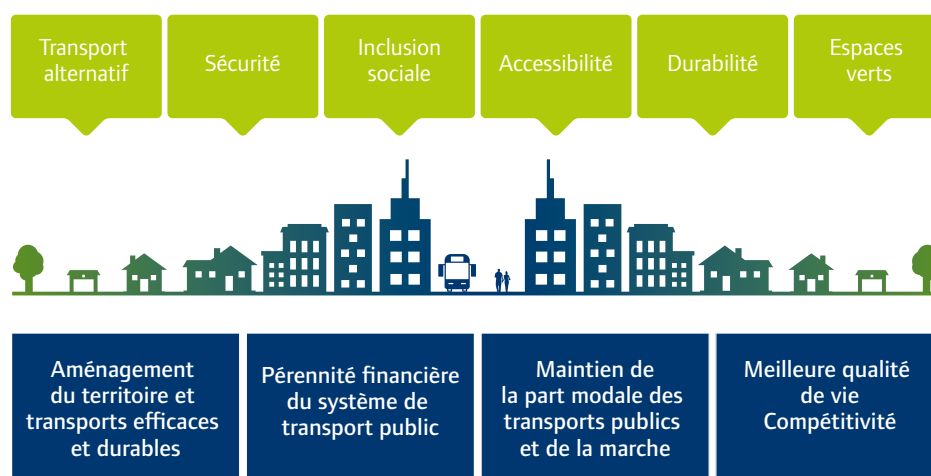 Transport
alternatif
Sécurité
Inclusion
sociale
Accessibilité
Durabilité
Espaces
verts
Aménagement
du territoire et
transports efficaces
et durables
Pérennité financière
du système de
transport public
Maintien de
la part modale des
transports publics
et de la marche
Meilleure qualité
de vie
Compétitivité